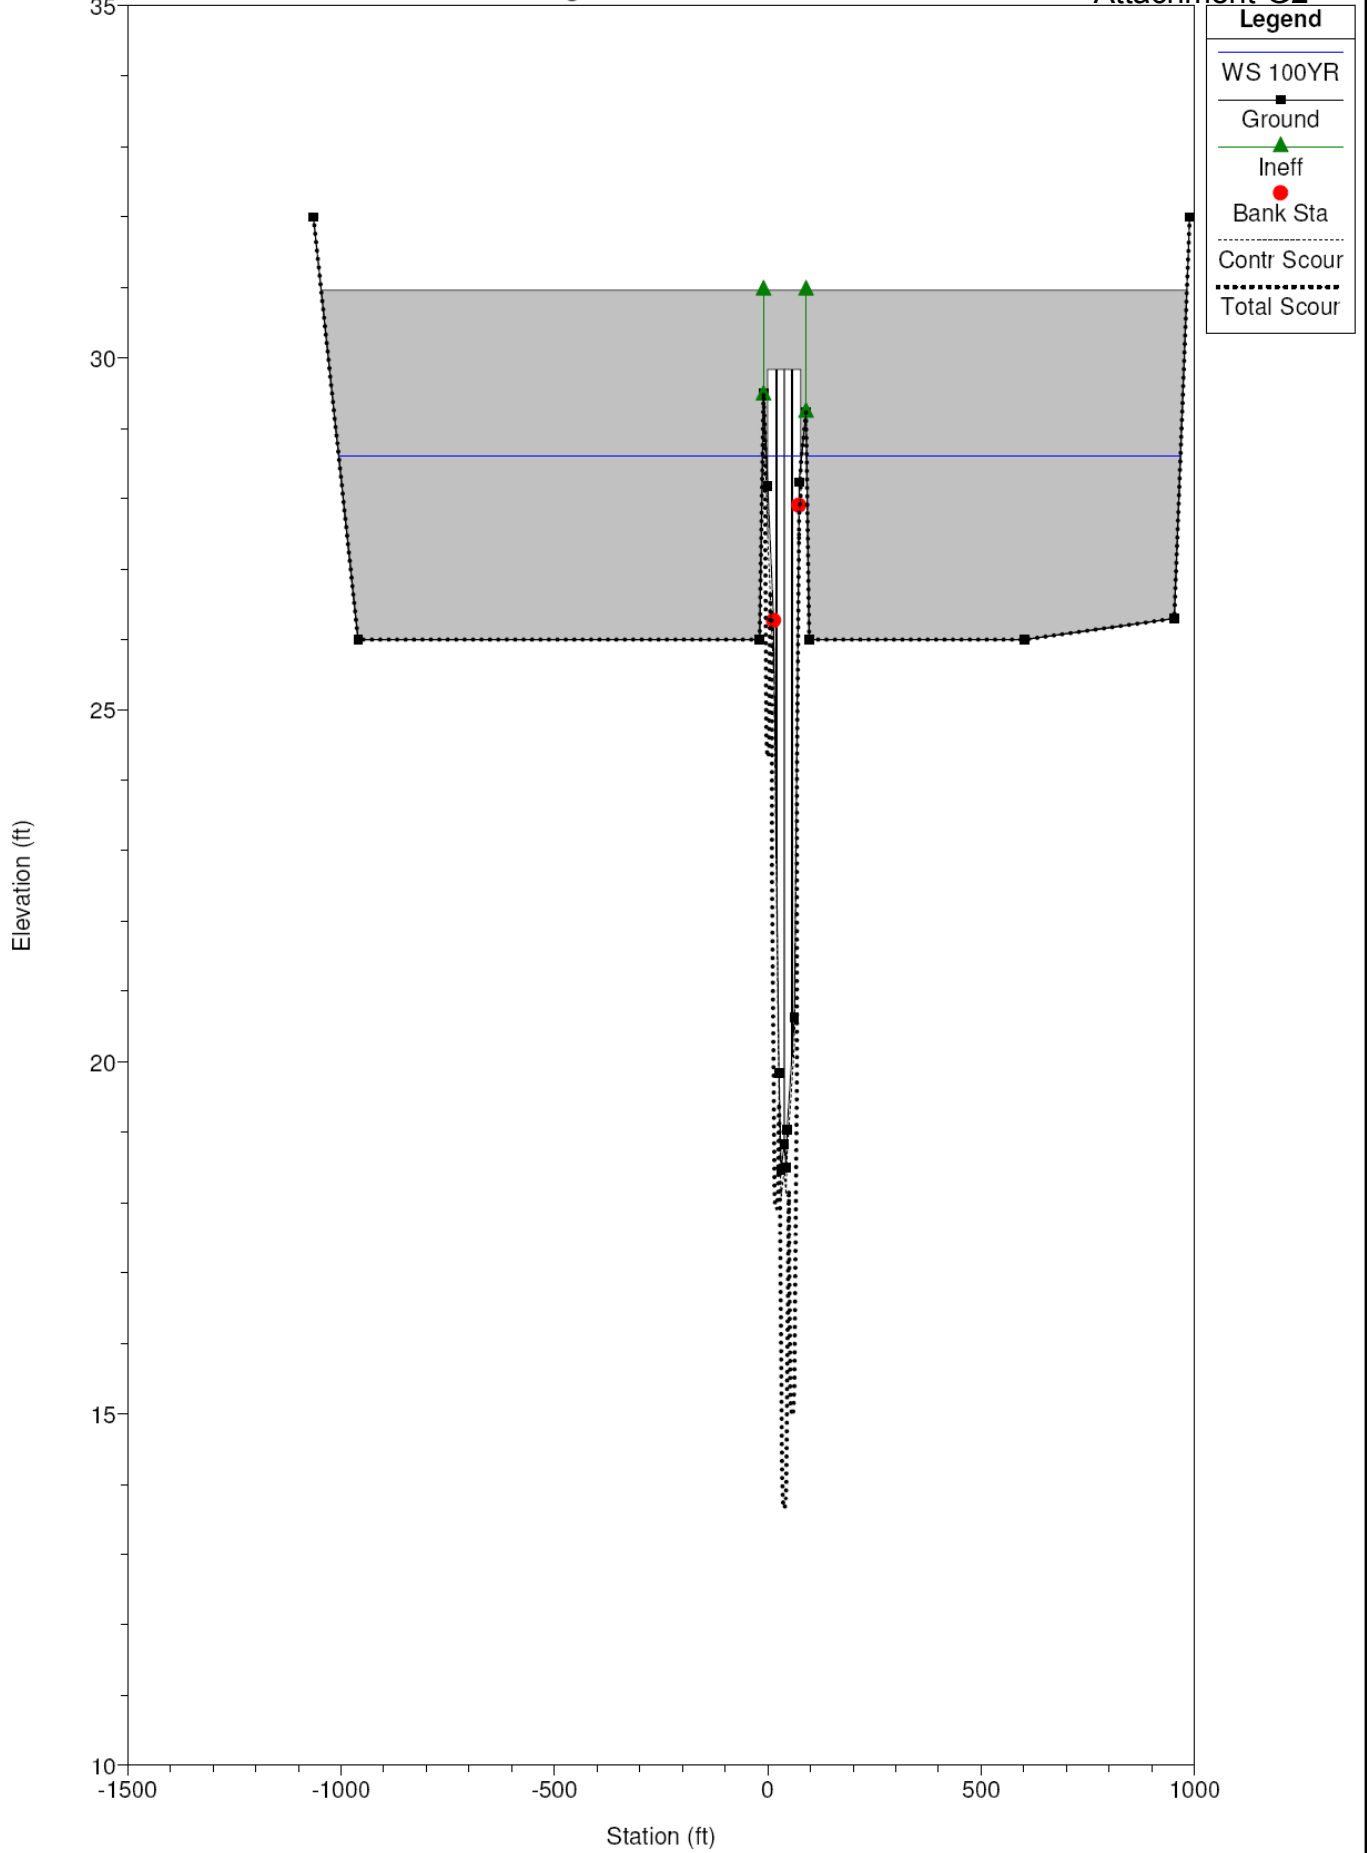 Legend
WS 100YR
Ground
Ineff
Bank Sta
Contr Scour
Total Scour
35
30
25
20
15
10
Elevation (ft)
-1500
-1000
-500
0
500
1000
Station (ft)